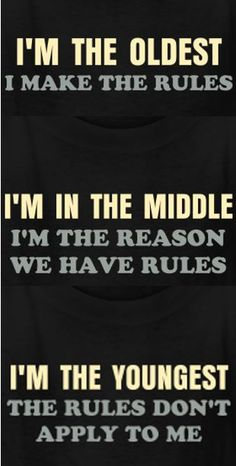 I'M THE OLDEST
I MAKE THE RULES
I'M IN THE MIDDLE
I'M THE REASON
WE HAVE RULES
I'M THE YOUNGEST
THE RULES DON'T
APPLY TO ME